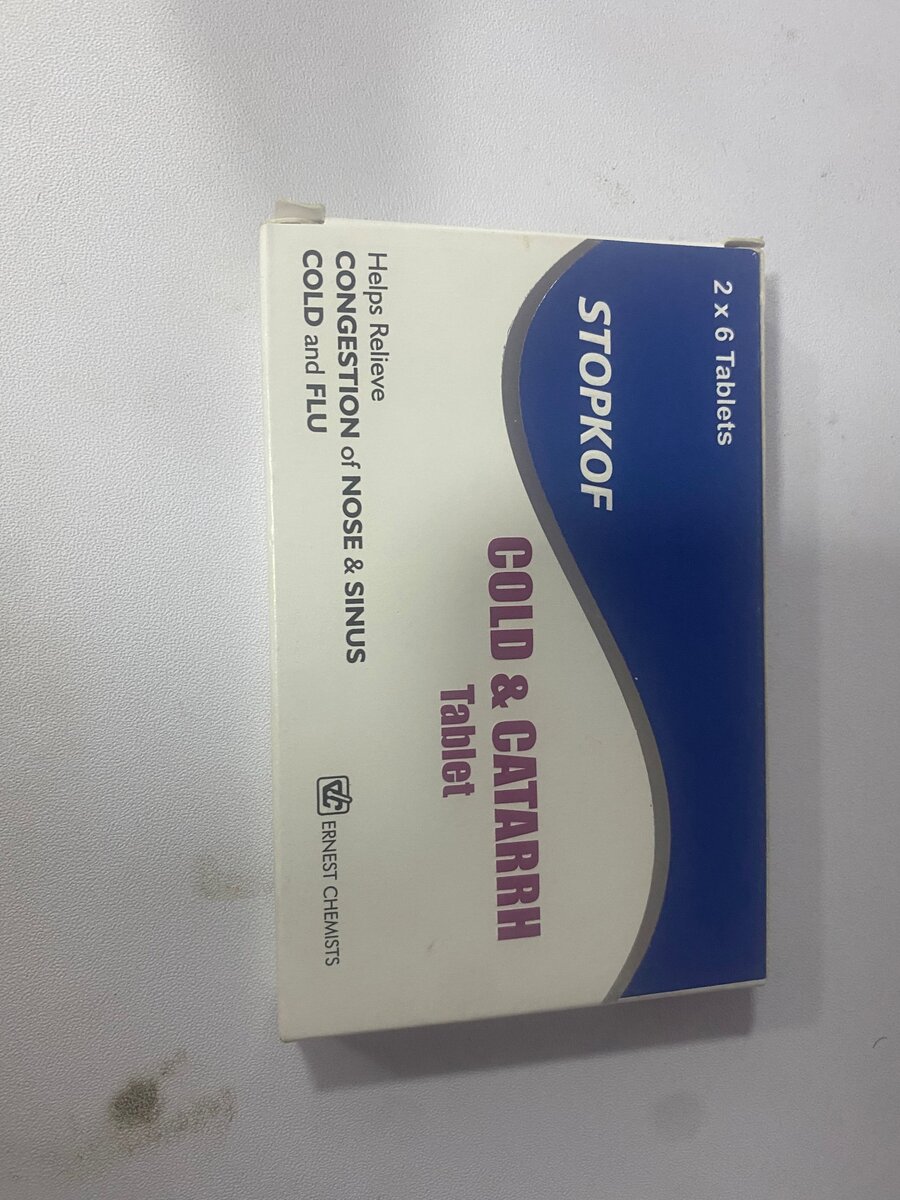 2 x 6 Tablets
STOPKOF
COLD & CATARRH
Tablet
Helps Relieve
CONGESTION of NOSE & SINUS
COLD and FLU
ERNEST CHEMISTS